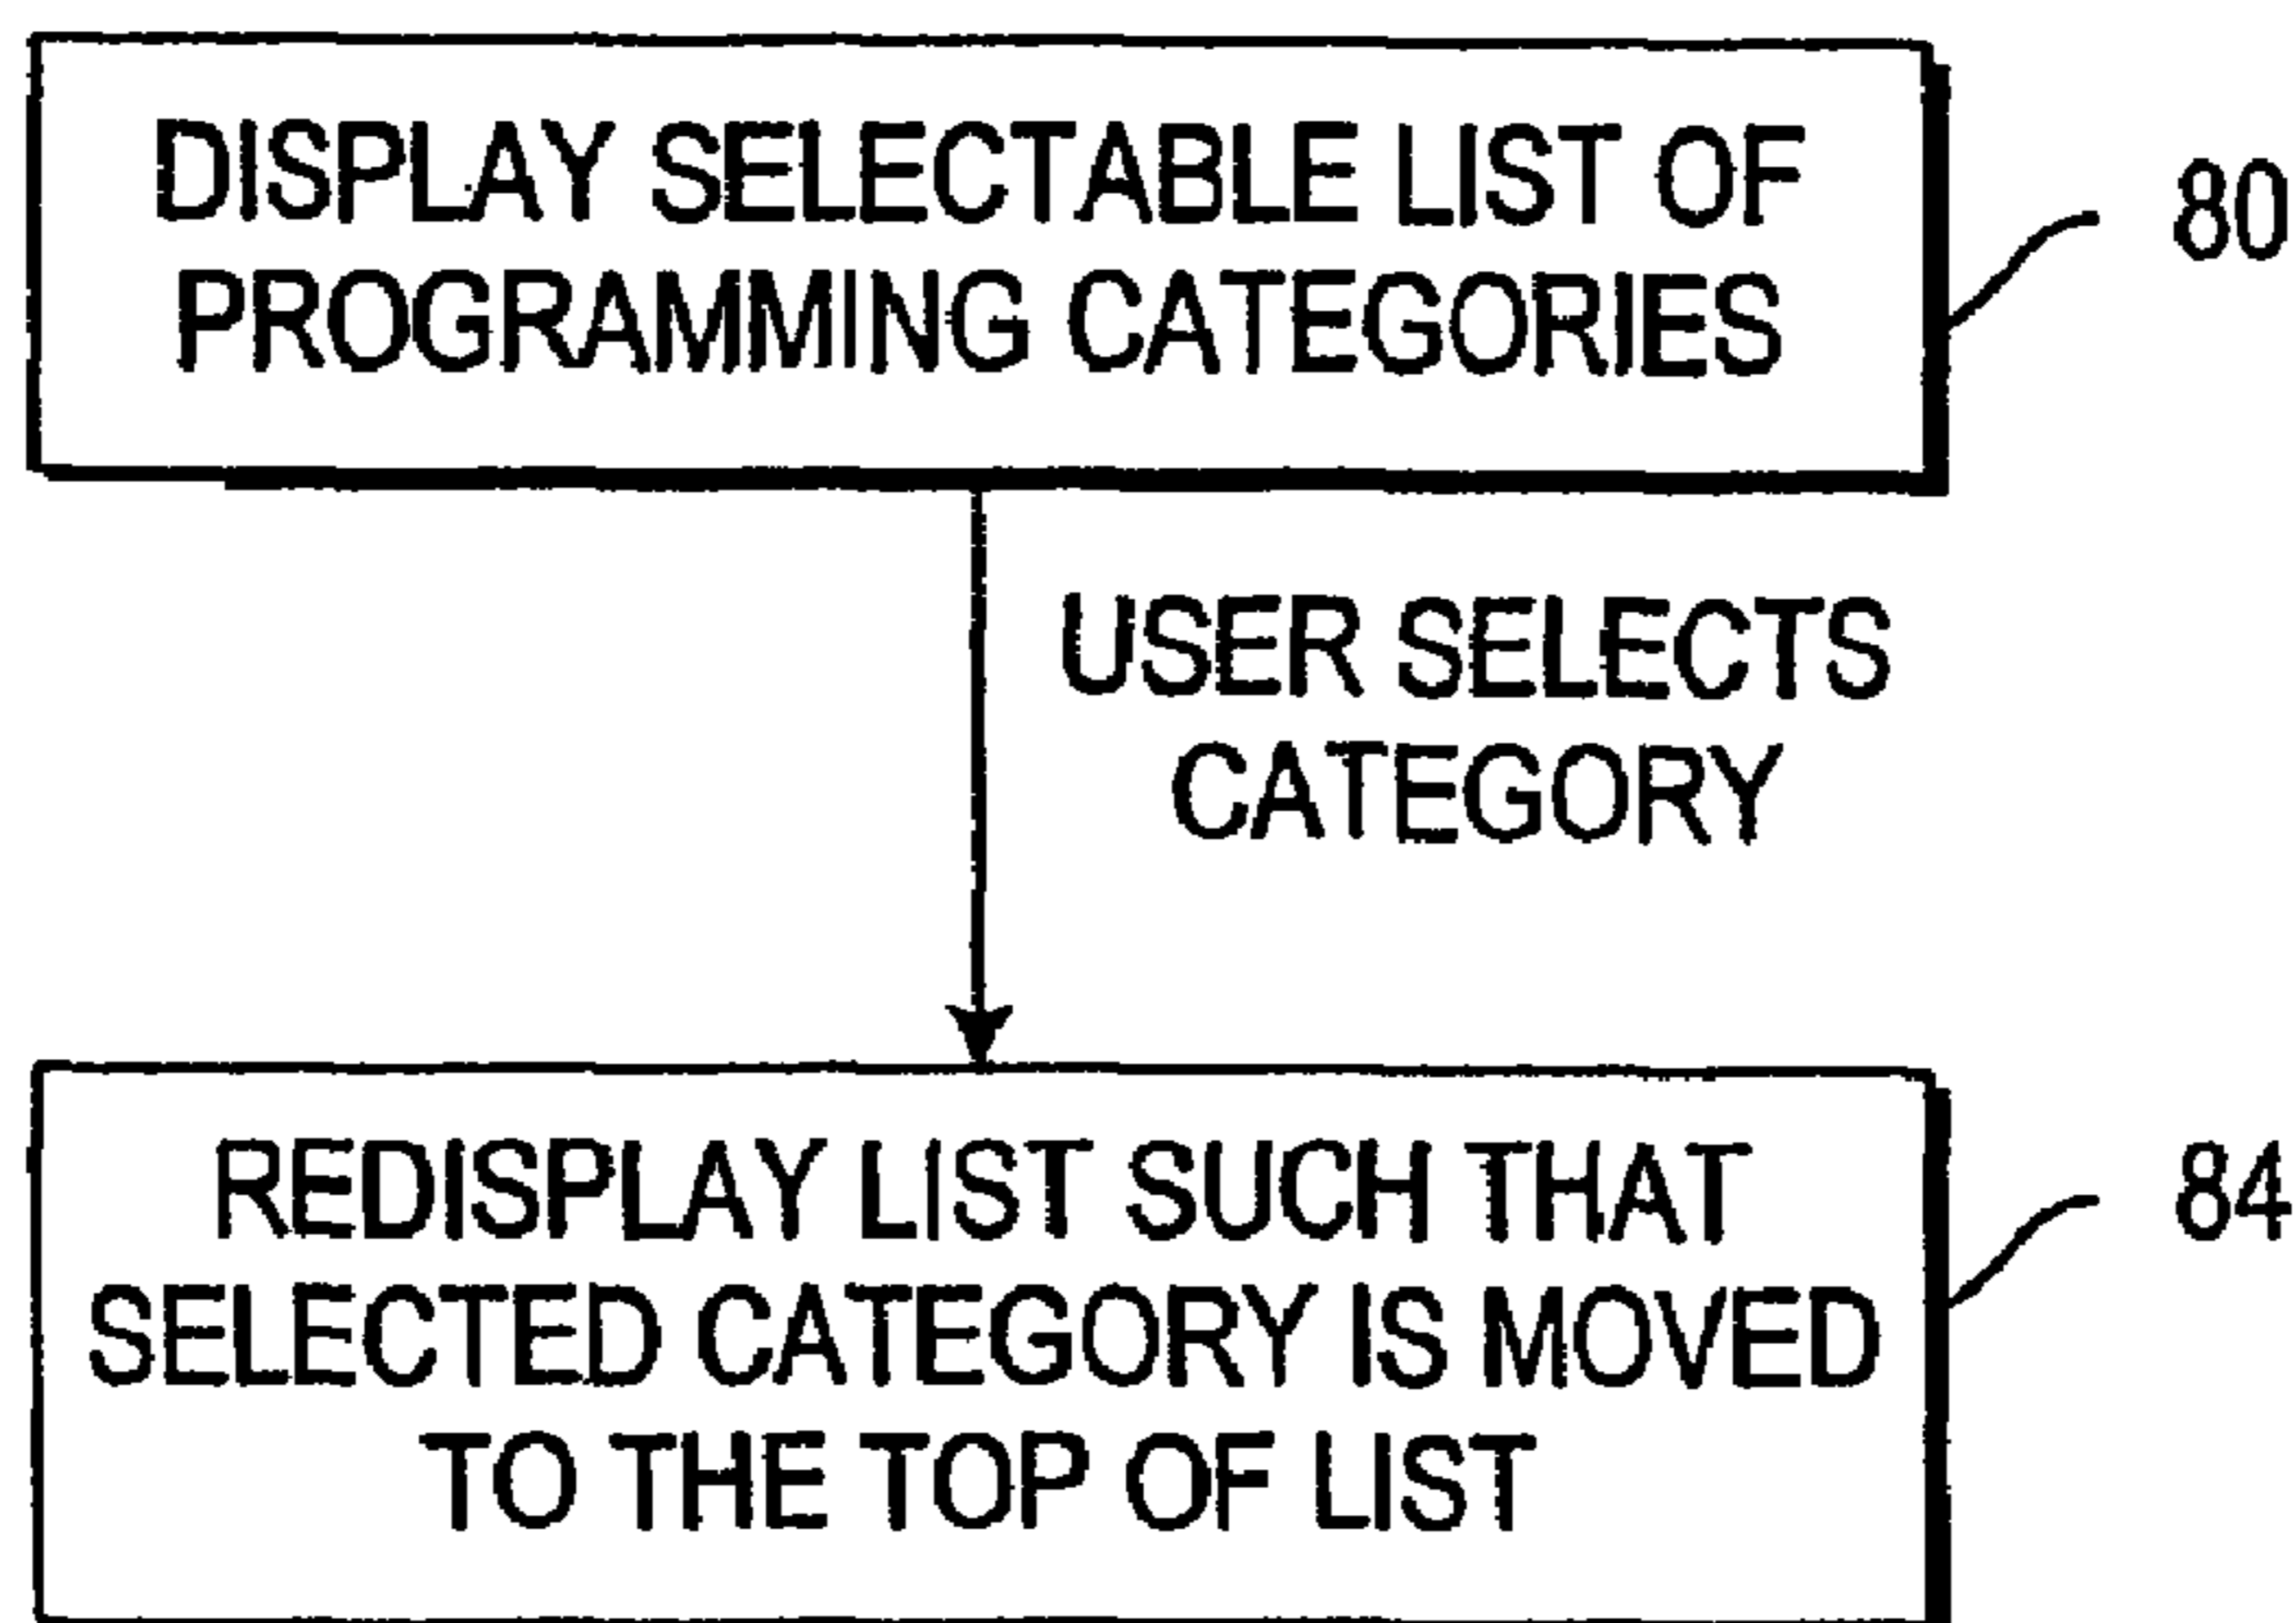 DISPLAY SELECTABLE LIST OF
PROGRAMMING CATEGORIES
80
USER SELECTS
CATEGORY
REDISPLAY LIST SUCH THAT
SELECTED CATEGORY IS MOVED
TO THE TOP OF LIST
84